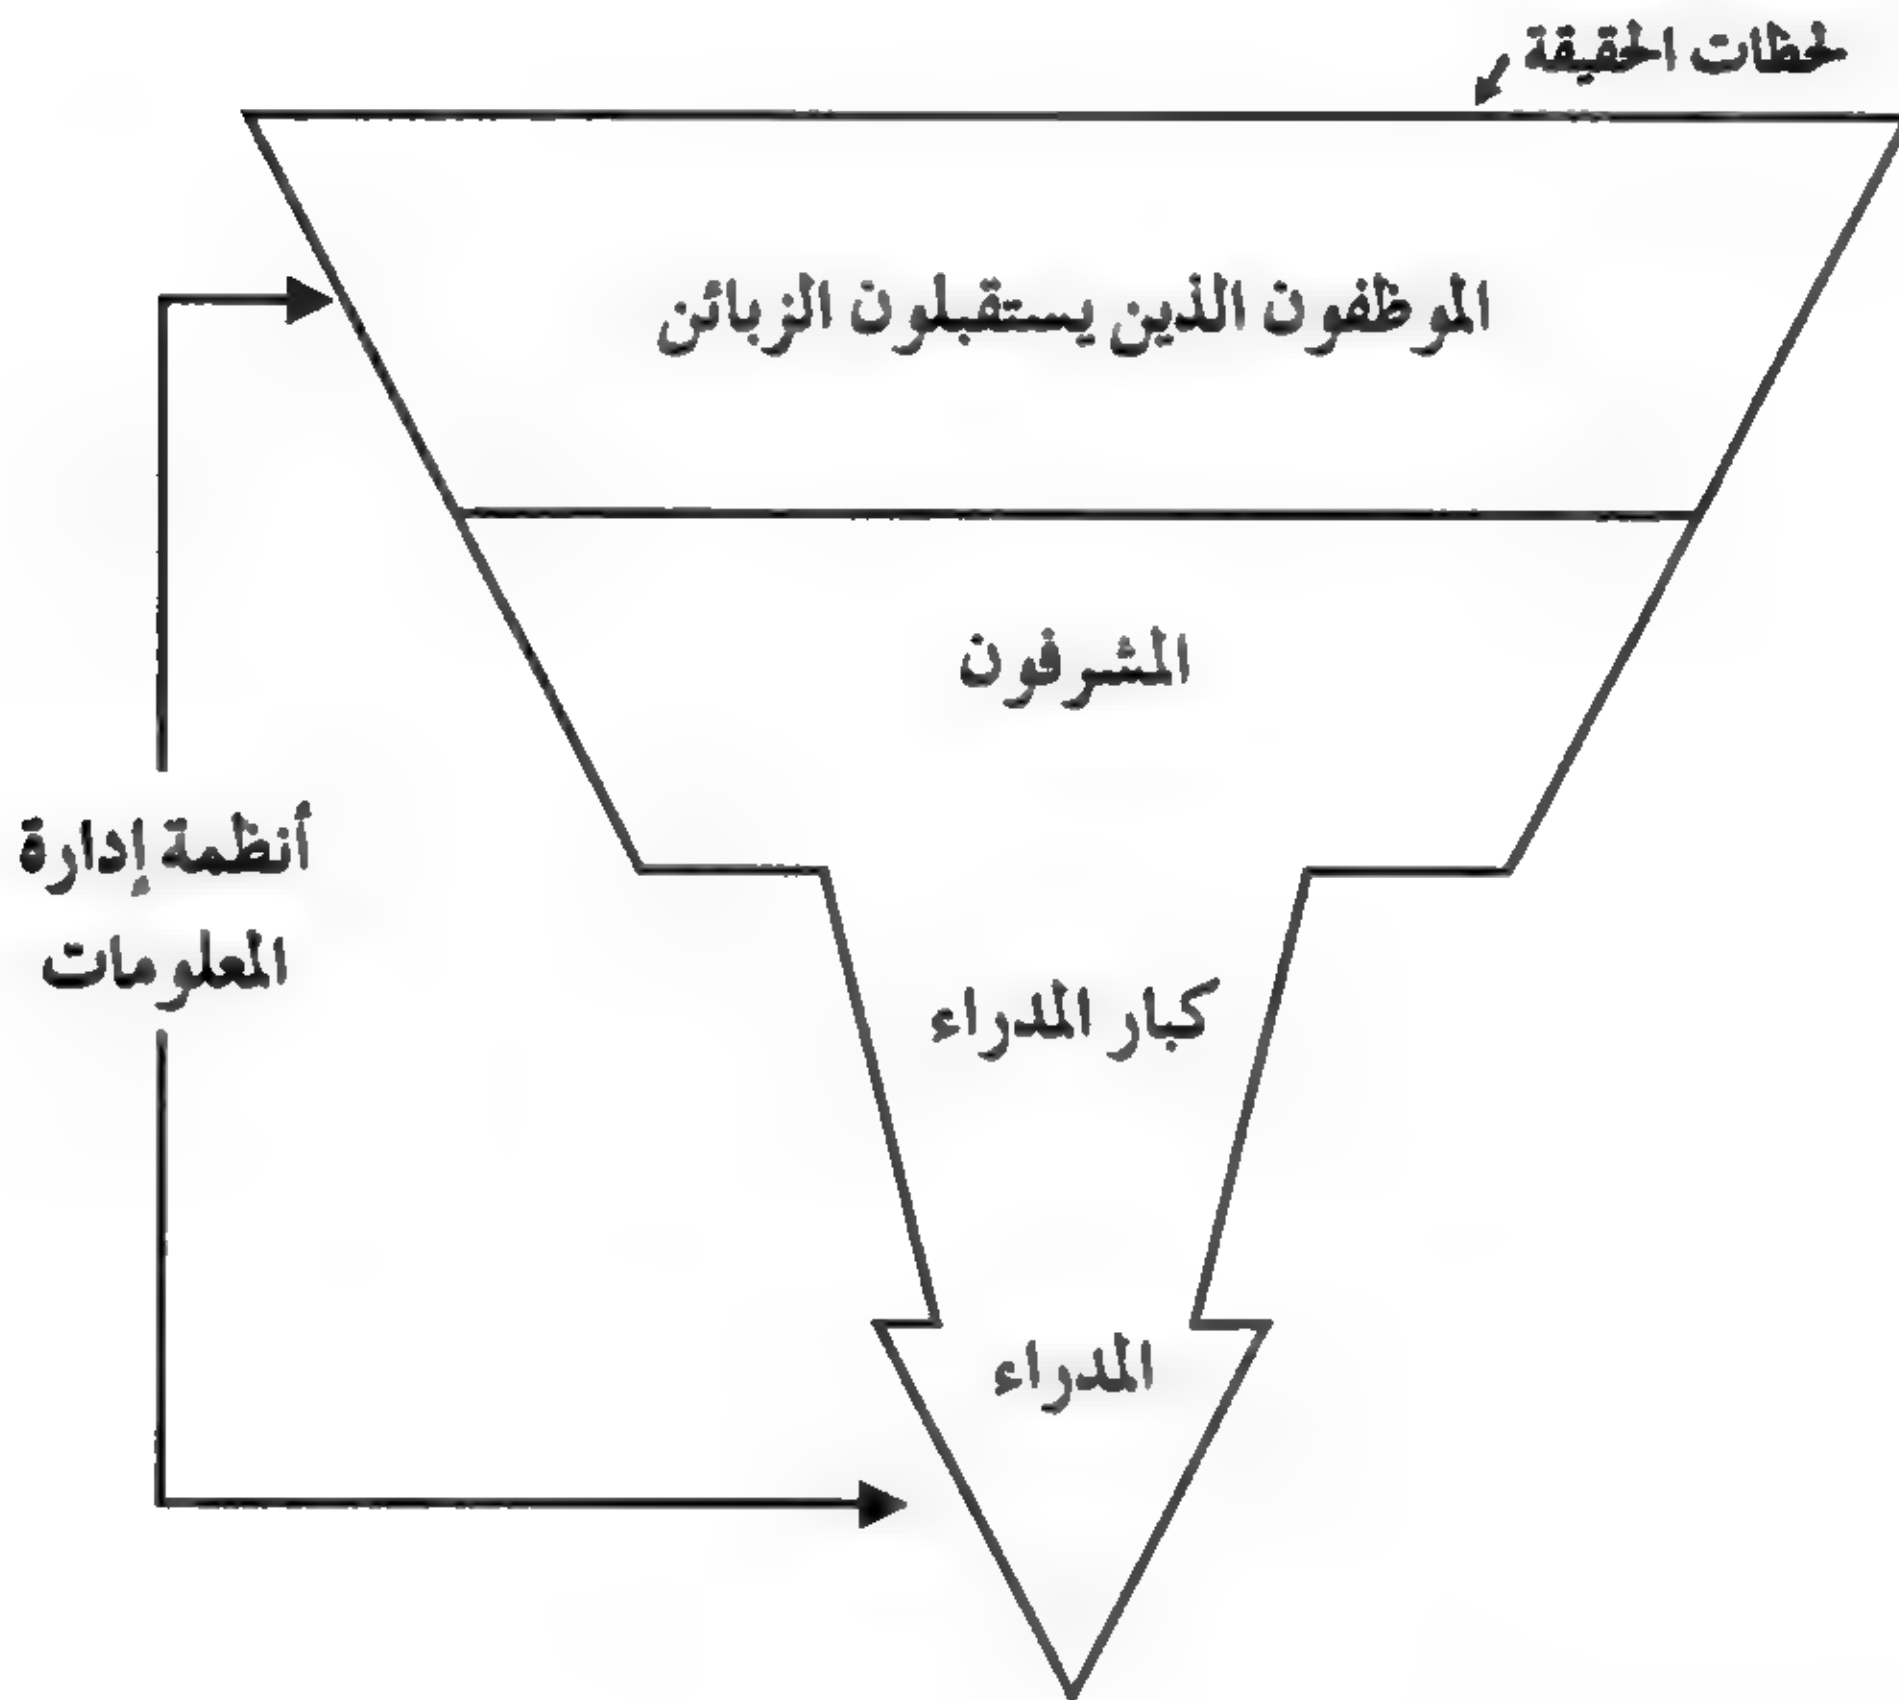 لحظات الحقيقة
الموظفون الذين يستقبلون الزبائن
المشرفون
أنظمة إدارة
المعلومات
كبار المدراء
المدراء